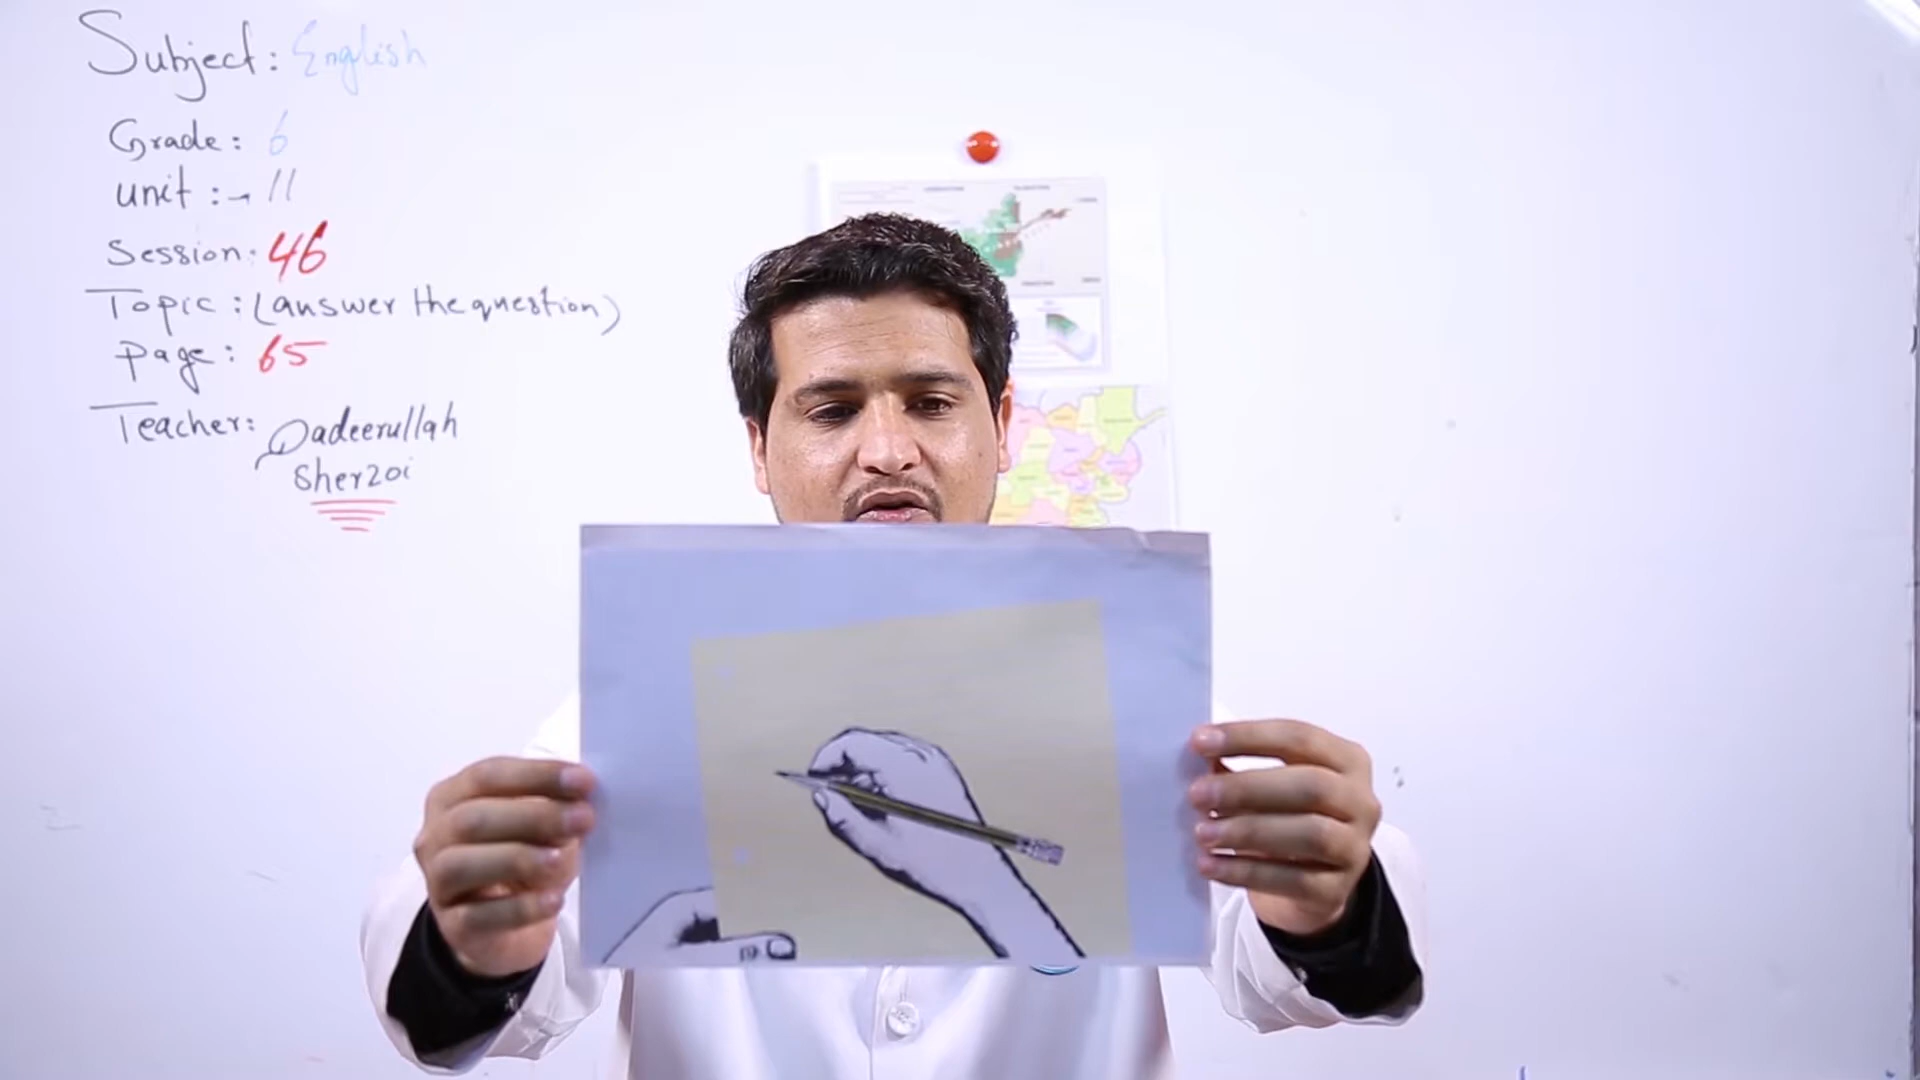 Subject: English
Grade: 6
unit :→ 11
Session: 46
Topic: (answer the question)
Page: 65
Teacher: Qadeerullah
Sherzoi